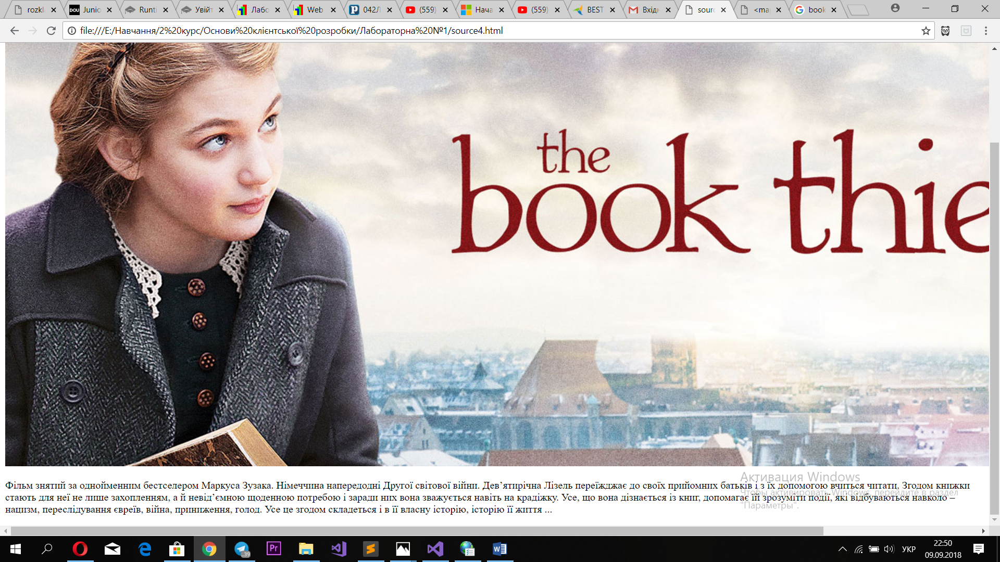 rozkl
Junio
Runti
Увійт
Лабо
Web
042Л
(559)
Нача
(559)
BEST
Вхідн
sourc
<ma
book
file:///E:/Навчання/2%20курс/Основи%20клієнтської%20розробки/Лабораторна%20№1/source4.html
the
book thie
Фільм знятий за однойменним бестселером Маркуса Зузака. Німеччина напередодні Другої світової війни. Дев’ятирічна Лізель переїжджає до своїх прийомних батьків і з їх допомогою вчиться читати. Згодом книжки
стають для неї не лише захопленням, а й невід’ємною щоденною потребою і заради них вона зважується навіть на крадіжку. Усе, що вона дізнається із книг, допомагає їй зрозуміти події, які відбуваються навколо –
нацизм, переслідування євреїв, війна, приниження, голод. Усе це згодом складеться і в її власну історію, історію її життя ...
Активация Windows
Чтобы активировать Windows, перейдите в раздел
"Параметры".
39
Pr
УКР
22:50
09.09.2018